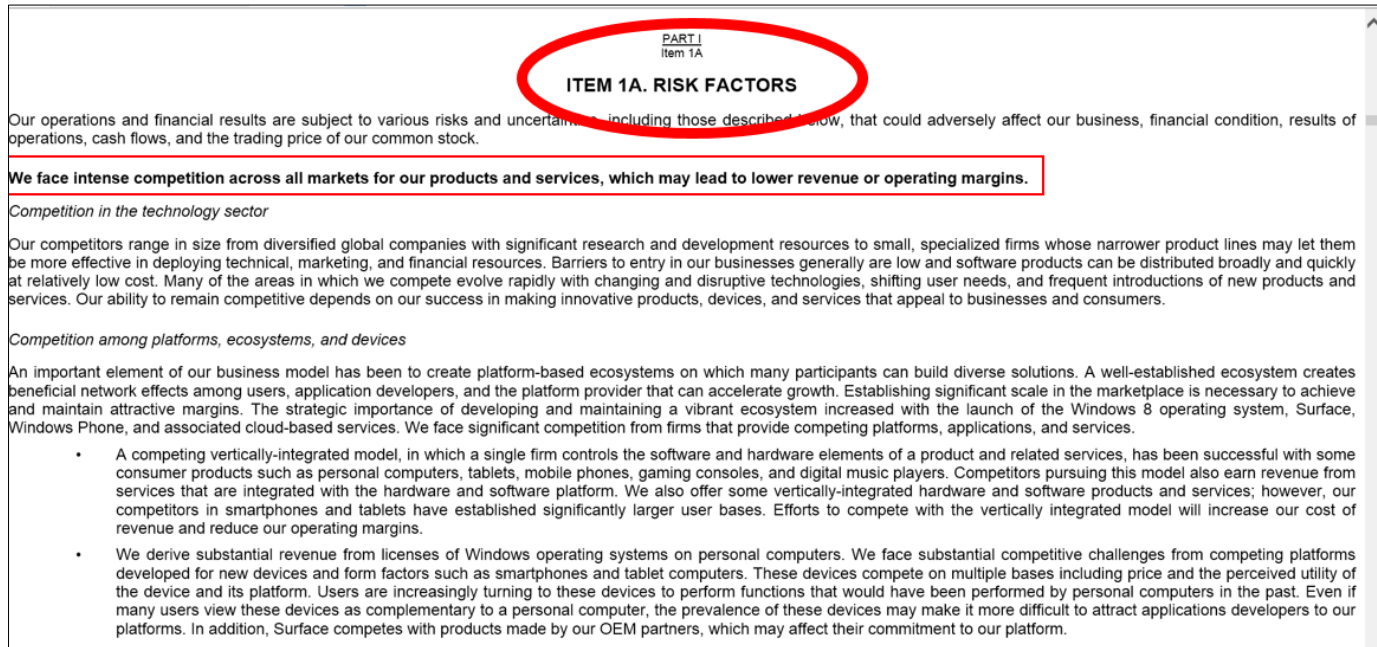 PART I
Item 1A
ITEM 1A. RISK FACTORS
Our operations and financial results are subject to various risks and uncertainties, including those described below, that could adversely affect our business, financial condition, results of
operations, cash flows, and the trading price of our common stock.
We face intense competition across all markets for our products and services, which may lead to lower revenue or operating margins.
Competition in the technology sector
Our competitors range in size from diversified global companies with significant research and development resources to small, specialized firms whose narrower product lines may let them
be more effective in deploying technical, marketing, and financial resources. Barriers to entry in our businesses generally are low and software products can be distributed broadly and quickly
at relatively low cost. Many of the areas in which we compete evolve rapidly with changing and disruptive technologies, shifting user needs, and frequent introductions of new products and
services. Our ability to remain competitive depends on our success in making innovative products, devices, and services that appeal to businesses and consumers.
Competition among platforms, ecosystems, and devices
An important element of our business model has been to create platform-based ecosystems on which many participants can build diverse solutions. A well-established ecosystem creates
beneficial network effects among users, application developers, and the platform provider that can accelerate growth. Establishing significant scale in the marketplace is necessary to achieve
and maintain attractive margins. The strategic importance of developing and maintaining a vibrant ecosystem increased with the launch of the Windows 8 operating system, Surface,
Windows Phone, and associated cloud-based services. We face significant competition from firms that provide competing platforms, applications, and services.
• A competing vertically-integrated model, in which a single firm controls the software and hardware elements of a product and related services, has been successful with some
consumer products such as personal computers, tablets, mobile phones, gaming consoles, and digital music players. Competitors pursuing this model also earn revenue from
services that are integrated with the hardware and software platform. We also offer some vertically-integrated hardware and software products and services; however, our
competitors in smartphones and tablets have established significantly larger user bases. Efforts to compete with the vertically integrated model will increase our cost of
revenue and reduce our operating margins.
• We derive substantial revenue from licenses of Windows operating systems on personal computers. We face substantial competitive challenges from competing platforms
developed for new devices and form factors such as smartphones and tablet computers. These devices compete on multiple bases including price and the perceived utility of
the device and its platform. Users are increasingly turning to these devices to perform functions that would have been performed by personal computers in the past. Even if
many users view these devices as complementary to a personal computer, the prevalence of these devices may make it more difficult to attract applications developers to our
platforms. In addition, Surface competes with products made by our OEM partners, which may affect their commitment to our platform.